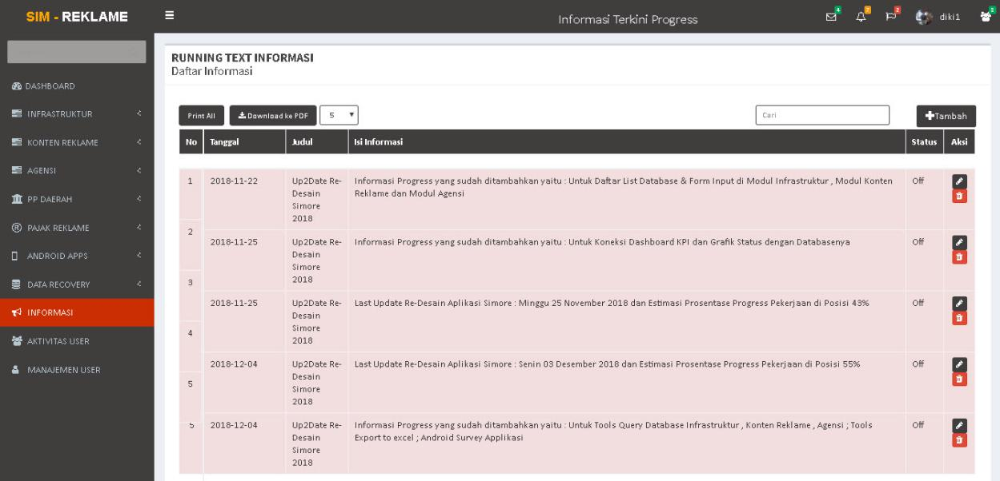 SIM - REKLAME
Informasi Terkini Progress
4
7
2
diki1
3
RUNNING TEXT INFORMASI
Daftar Informasi
DASHBOARD
INFRASTRUKTUR
KONTEN REKLAME
AGENSI
PP DAERAH
PAJAK REKLAME
ANDROID APPS
DATA RECOVERY
INFORMASI
AKTIVITAS USER
MANAJEMEN USER
Print All
Download ke PDF
5
Cari
Tambah
No Tanggal Judul Isi Informasi Status Aksi
1 2018-11-22 Up2Date Re- Informasi Progress yang sudah ditambahkan yaitu : Untuk Daftar List Database & Form Input di Modul Infrastruktur , Modul Konten Off
Desain Reklame dan Modul Agensi
Simore
2018
2
2018-11-25 Up2Date Re- Informasi Progress yang sudah ditambahkan yaitu : Untuk Koneksi Dashboard KPI dan Grafik Status dengan Databasenya Off
Desain
Simore
2018
3
2018-11-25 Up2Date Re- Last Update Re-Desain Aplikasi Simore : Minggu 25 November 2018 dan Estimasi Prosentase Progress Pekerjaan di Posisi 43% Off
Desain
Simore
2018
4
2018-12-04 Up2Date Re- Last Update Re-Desain Aplikasi Simore : Senin 03 Desember 2018 dan Estimasi Prosentase Progress Pekerjaan di Posisi 55% Off
Desain
Simore
2018
5
5 2018-12-04 Up2Date Re- Informasi Progress yang sudah ditambahkan yaitu : Untuk Tools Query Database Infrastruktur , Konten Reklame , Agensi ; Tools Off
Desain Export to excel ; Android Survey Applikasi
Simore
2018